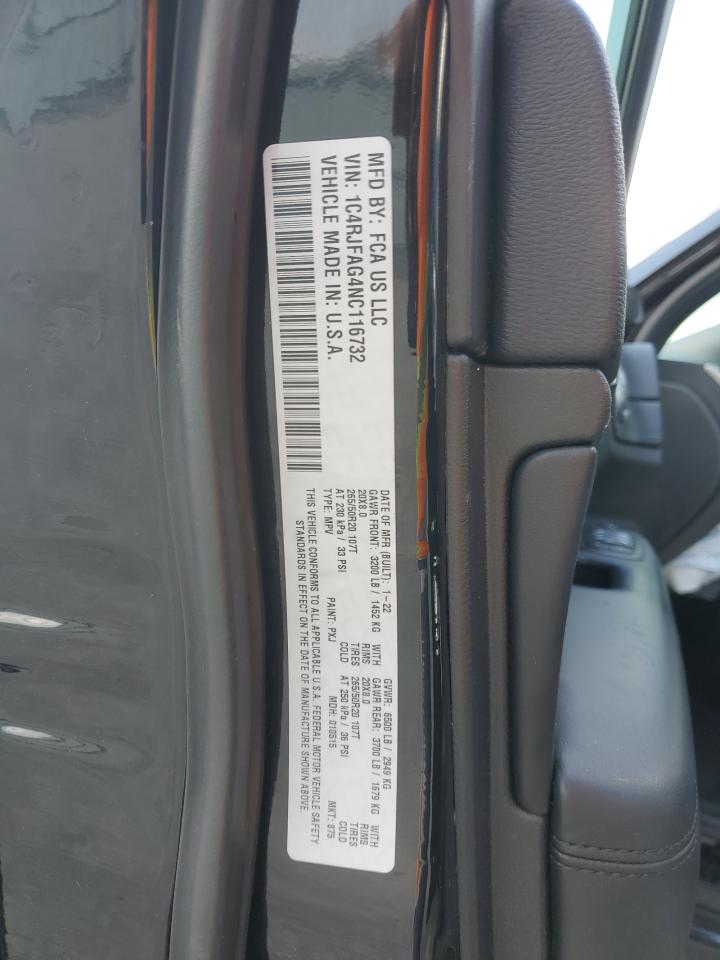 MFD BY: FCA US LLC
VIN: 1C4RJFAG4NC116732
VEHICLE MADE IN: U.S.A.
DATE OF MFR (BUILT): 1-22 GVWR: 6500 LB / 2949 KG
GAWR FRONT: 3200 LB / 1452 KG WITH GAWR REAR: 3700 LB / 1679 KG WITH
20X8.0 RIMS 20X8.0 RIMS
265/50R20 107T TIRES 265/50R20 107T TIRES
AT 230 kPa / 33 PSI COLD AT 250 kPa / 36 PSI COLD
TYPE: MPV PAINT: PXJ MDH: 010515 MKT: 875
THIS VEHICLE CONFORMS TO ALL APPLICABLE U.S.A. FEDERAL MOTOR VEHICLE SAFETY
STANDARDS IN EFFECT ON THE DATE OF MANUFACTURE SHOWN ABOVE.